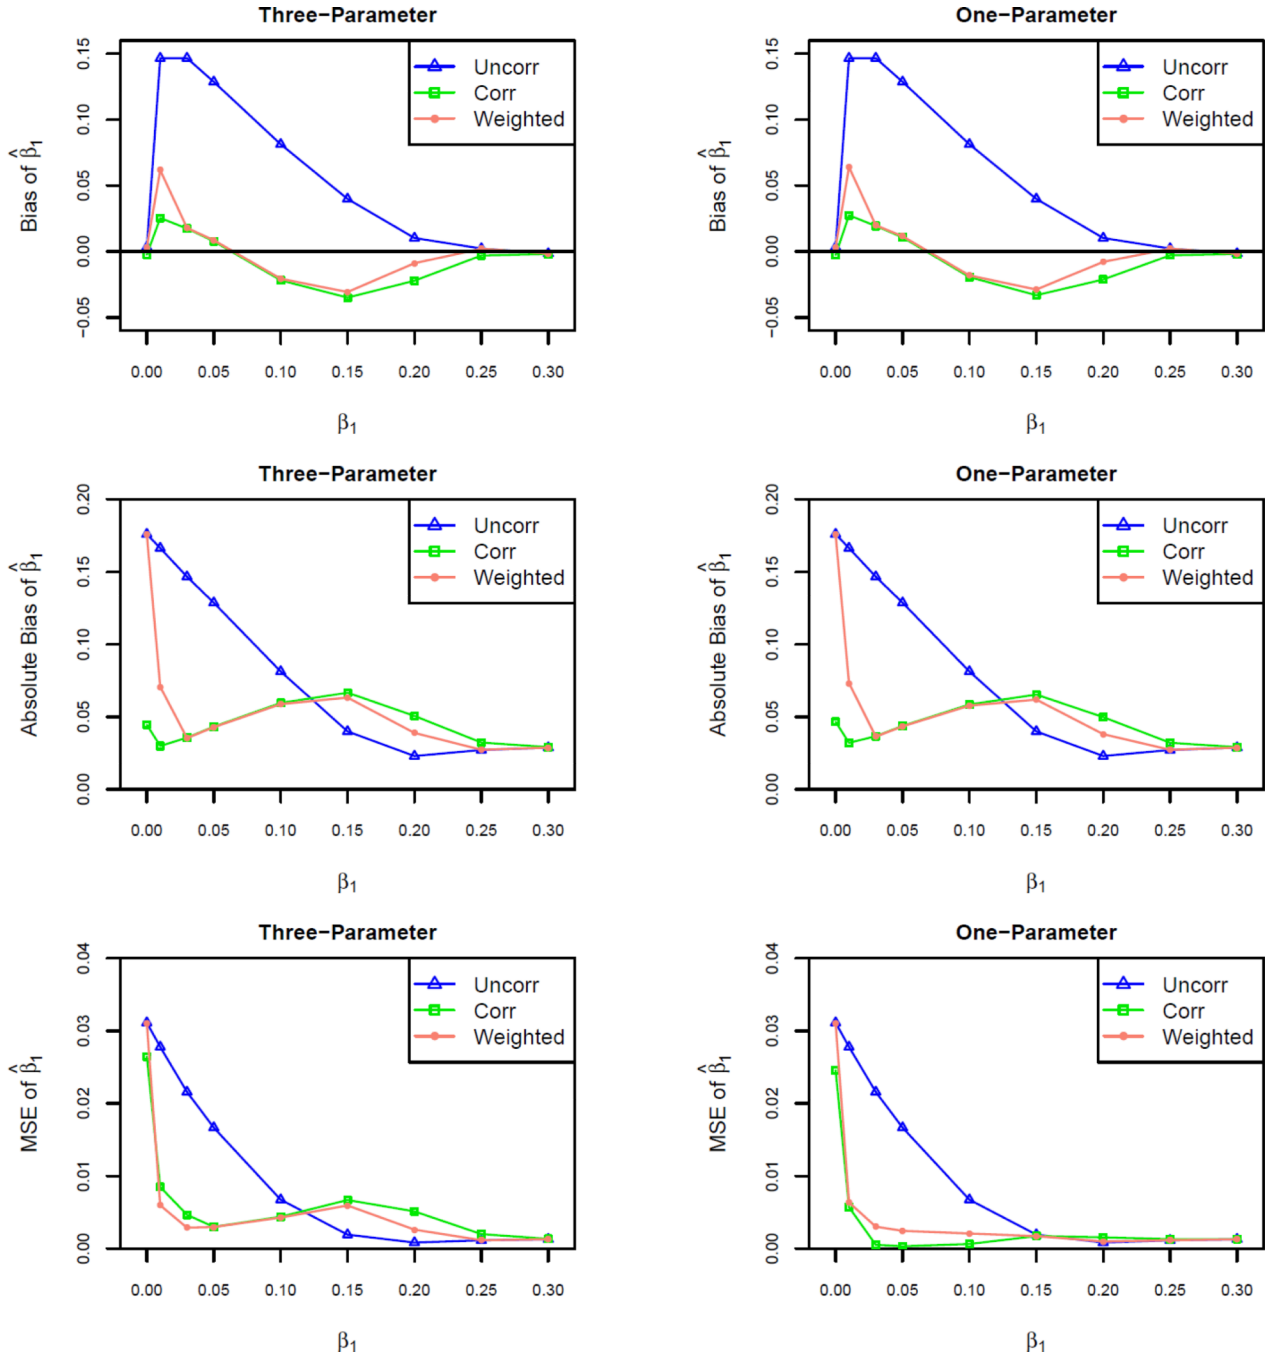 Three−Parameter
Bias of β̂1
0.15
0.10
0.05
0.00
−0.05
Uncorr
Corr
Weighted
0.00 0.05 0.10 0.15 0.20 0.25 0.30
β1
One−Parameter
Bias of β̂1
0.15
0.10
0.05
0.00
−0.05
Uncorr
Corr
Weighted
0.00 0.05 0.10 0.15 0.20 0.25 0.30
β1
Three−Parameter
Absolute Bias of β̂1
0.20
0.15
0.10
0.05
0.00
Uncorr
Corr
Weighted
0.00 0.05 0.10 0.15 0.20 0.25 0.30
β1
One−Parameter
Absolute Bias of β̂1
0.20
0.15
0.10
0.05
0.00
Uncorr
Corr
Weighted
0.00 0.05 0.10 0.15 0.20 0.25 0.30
β1
Three−Parameter
MSE of β̂1
0.04
0.03
0.02
0.01
0.00
Uncorr
Corr
Weighted
0.00 0.05 0.10 0.15 0.20 0.25 0.30
β1
One−Parameter
MSE of β̂1
0.04
0.03
0.02
0.01
0.00
Uncorr
Corr
Weighted
0.00 0.05 0.10 0.15 0.20 0.25 0.30
β1